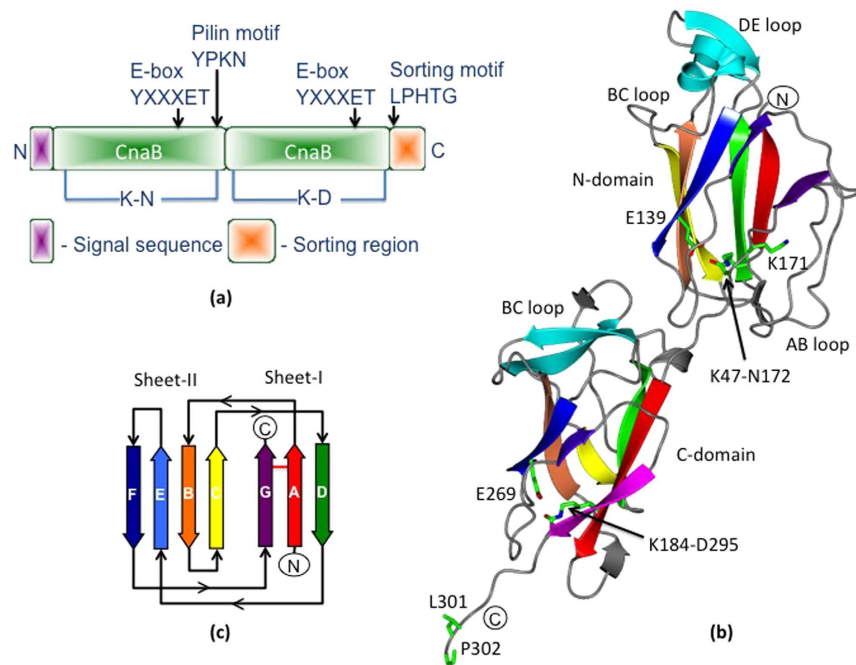 Pilin motif
YPKN
E-box
YXXXET
E-box
YXXXET
Sorting motif
LPHTG
N
CnaB
CnaB
C
K-N
K-D
- Signal sequence
- Sorting region
(a)
DE loop
BC loop
N
N-domain
E139
K171
AB loop
K47-N172
BC loop
C-domain
E269
K184-D295
C
L301
P302
(b)
Sheet-II
Sheet-I
C
F
E
B
C
G
A
D
N
(c)